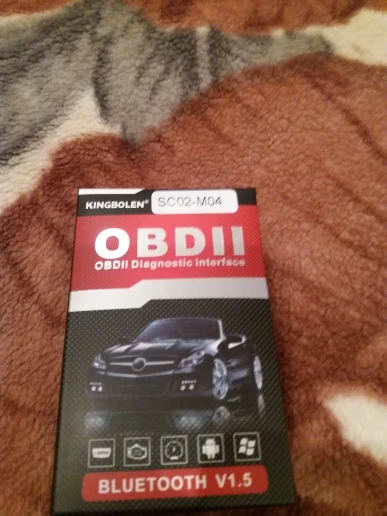 KINGBOLEN® SC02-M04
OBDII
OBDII Diagnostic Interface
BLUETOOTH V1.5